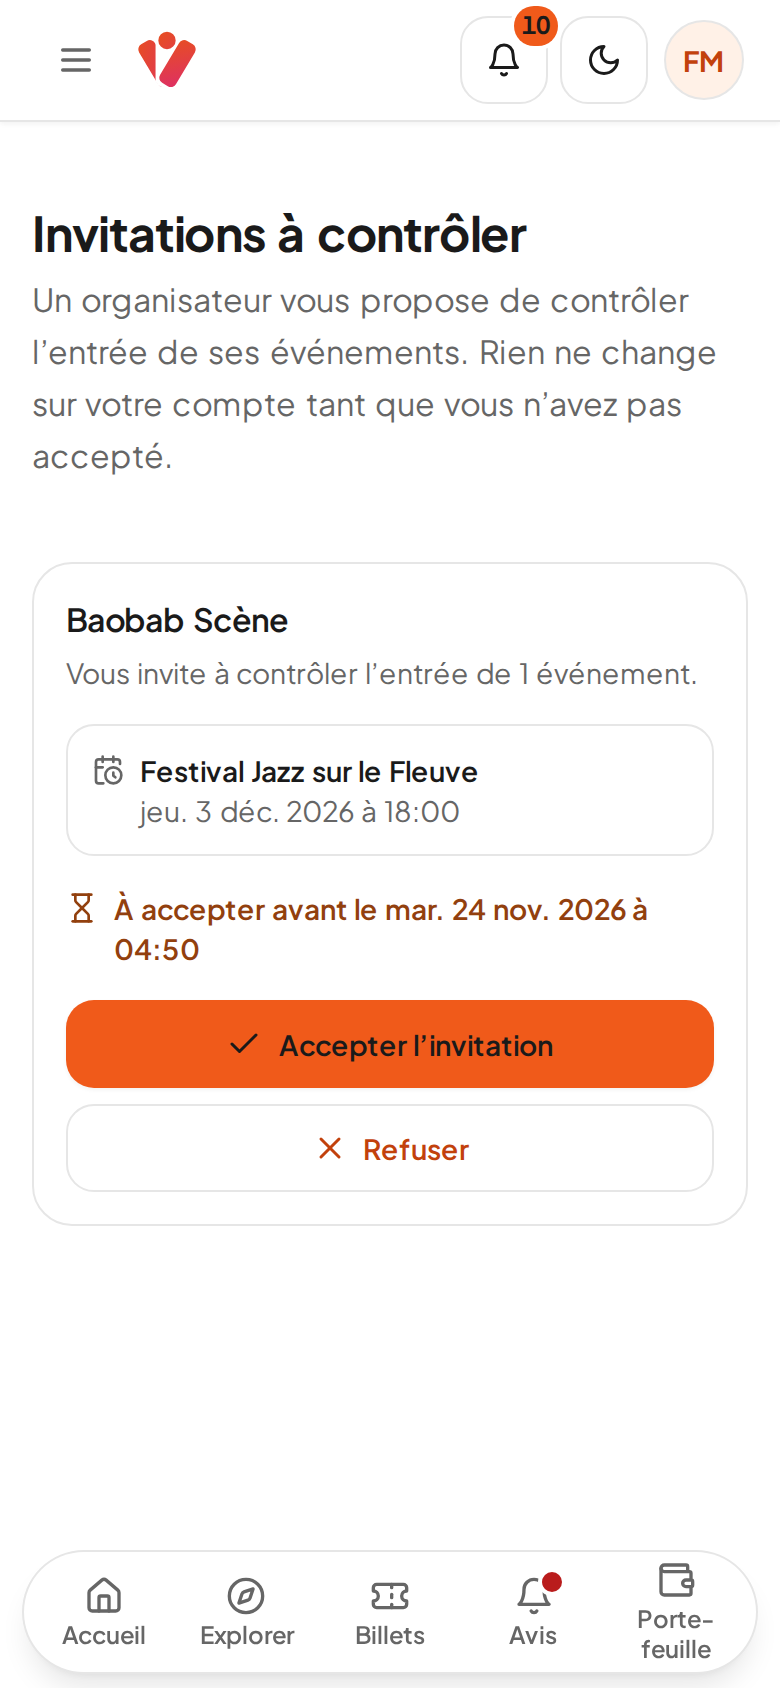 10
FM
Invitations à contrôler
Un organisateur vous propose de contrôler
l’entrée de ses événements. Rien ne change
sur votre compte tant que vous n’avez pas
accepté.
Baobab Scène
Vous invite à contrôler l’entrée de 1 événement.
Festival Jazz sur le Fleuve
jeu. 3 déc. 2026 à 18:00
À accepter avant le mar. 24 nov. 2026 à
04:50
Accepter l’invitation
Refuser
Accueil
Explorer
Billets
Avis
Porte-
feuille